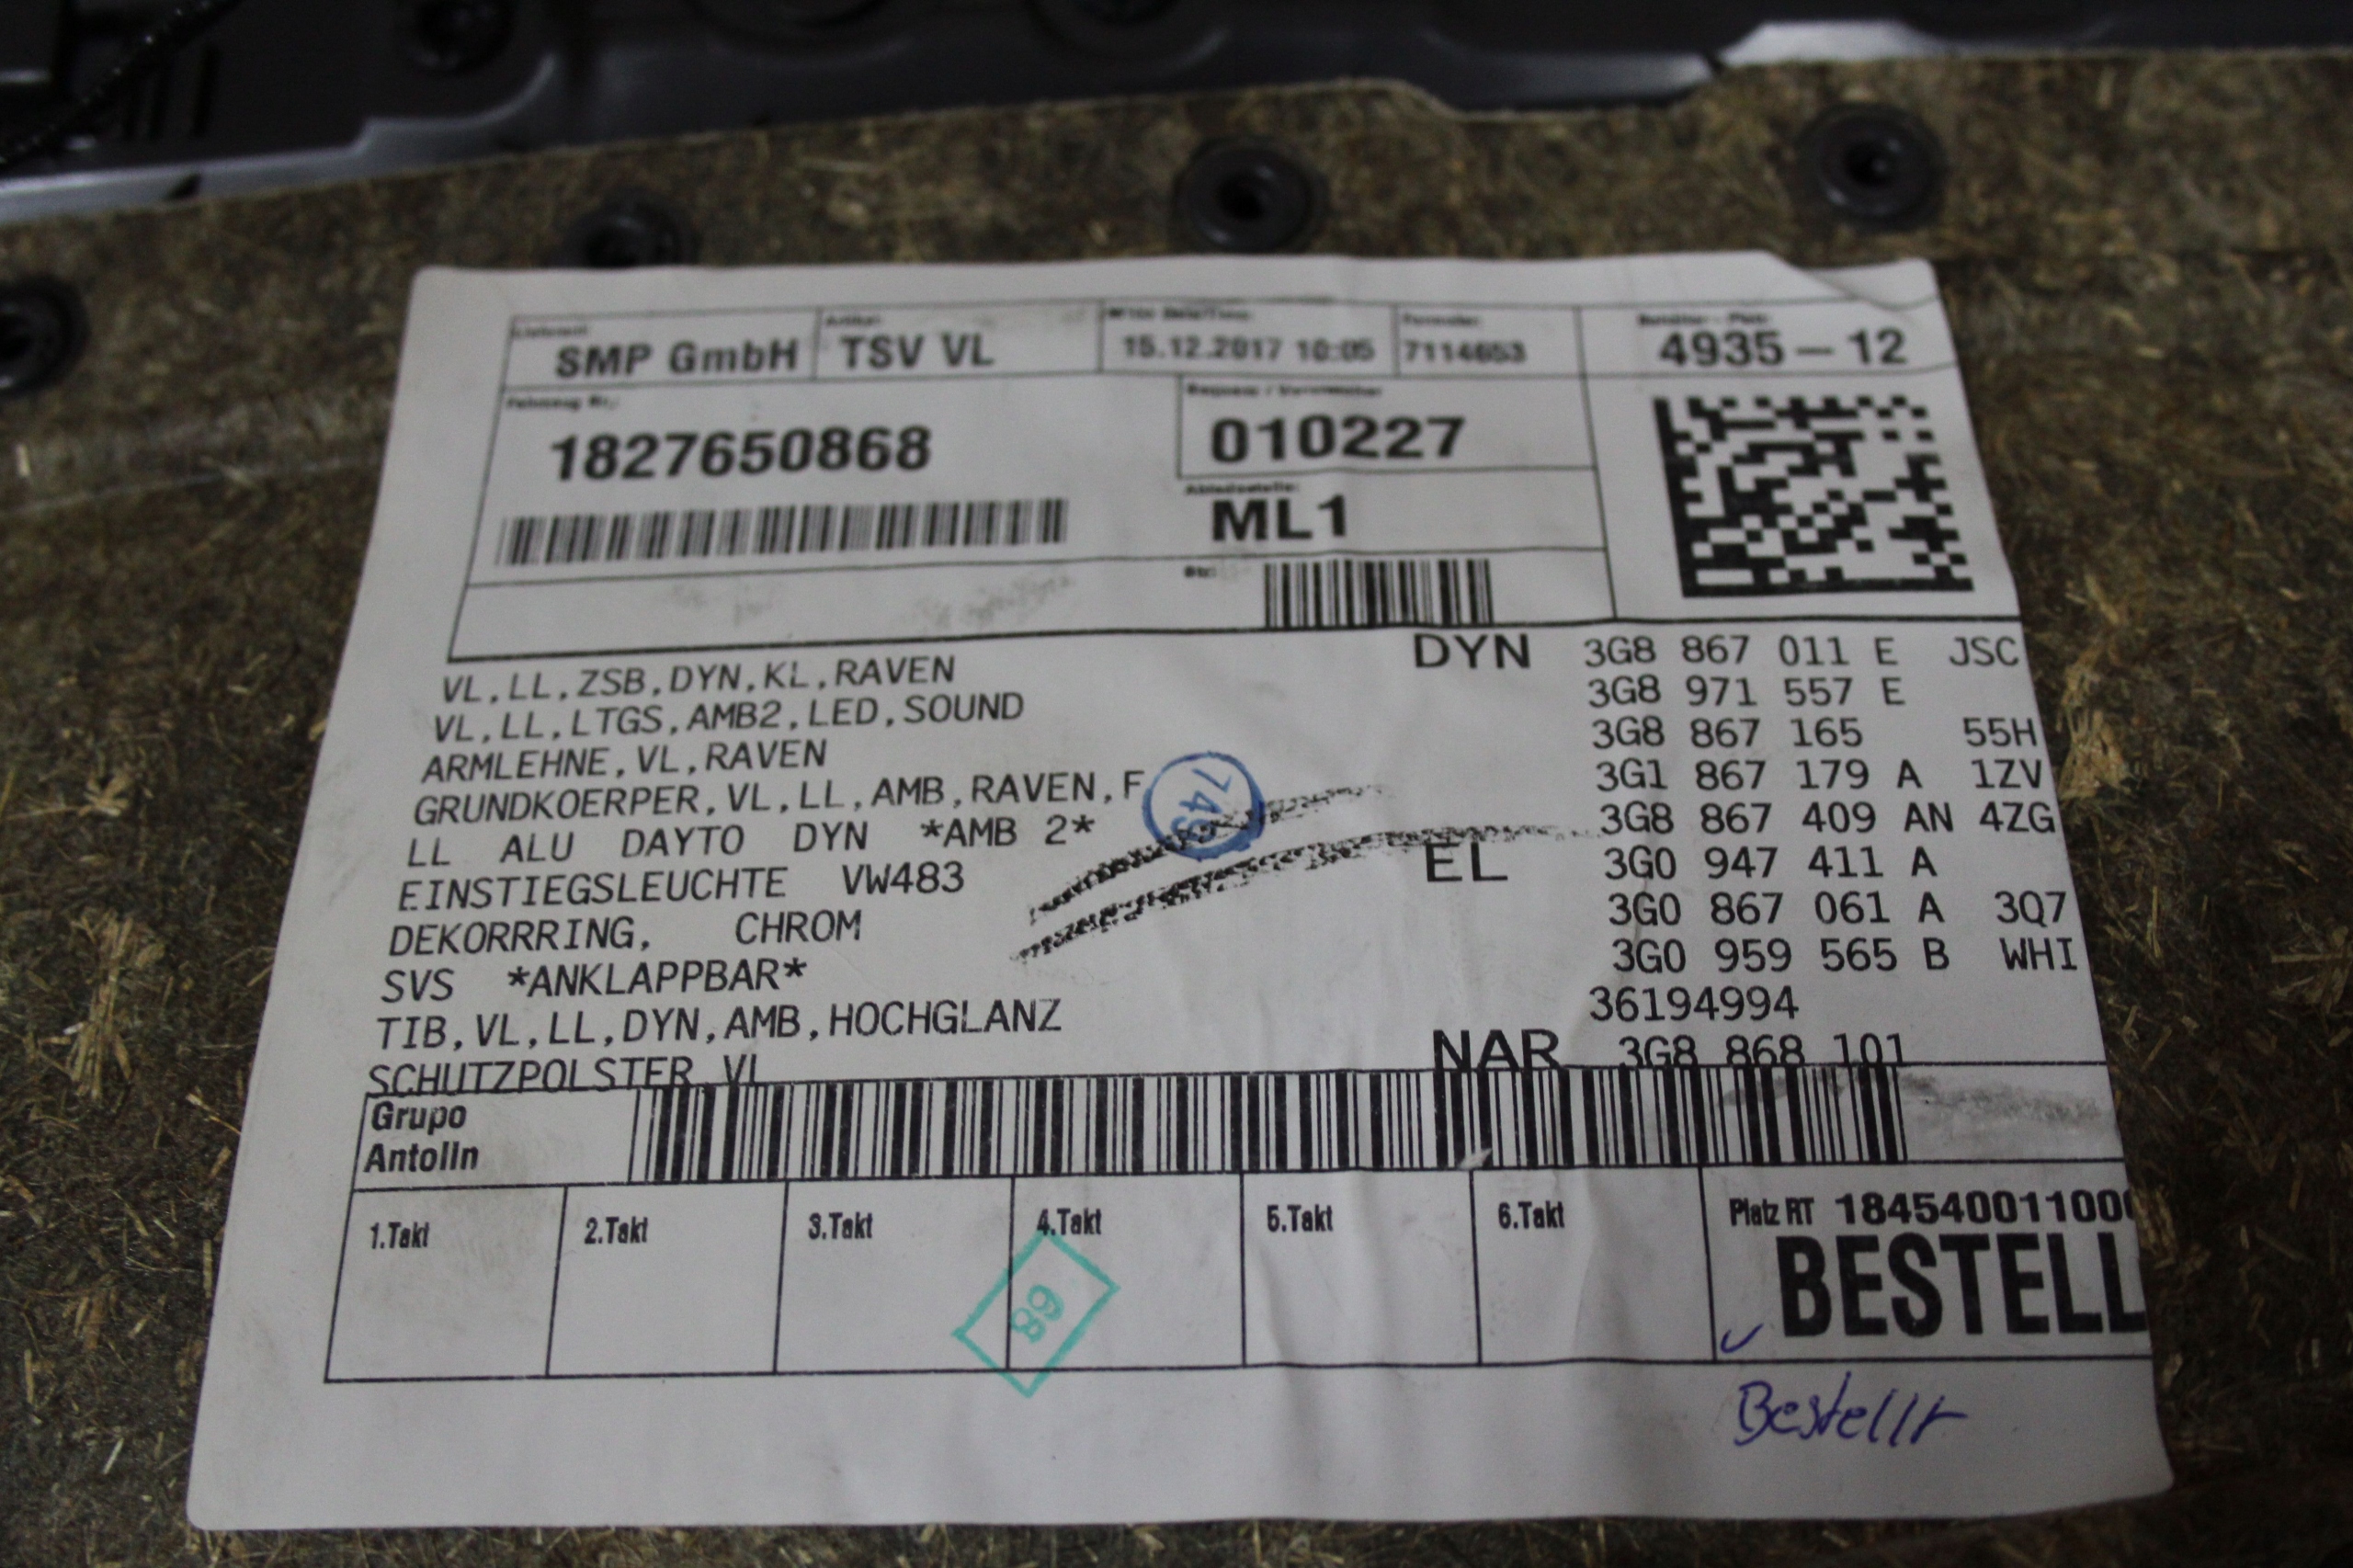 SMP GmbH TSV VL 15.12.2017 10:05 7114653 4935-12
Fahrzeug Nr.:
1827650868 010227
Abladestelle:
ML1
VL,LL,ZSB,DYN,KL,RAVEN DYN 3G8 867 011 E JSC
VL,LL,LTGS,AMB2,LED,SOUND 3G8 971 557 E
ARMLEHNE,VL,RAVEN 3G8 867 165 55H
GRUNDKOERPER,VL,LL,AMB,RAVEN,F 3G1 867 179 A 1ZV
LL ALU DAYTO DYN *AMB 2* 3G8 867 409 AN 4ZG
EINSTIEGSLEUCHTE VW483 EL 3G0 947 411 A
DEKORRRING, CHROM 3G0 867 061 A 3Q7
SVS *ANKLAPPBAR* 3G0 959 565 B WHI
TIB,VL,LL,DYN,AMB,HOCHGLANZ 36194994
SCHUTZPOLSTER,VL NAR 3G8 868 101
Grupo
Antolin
1.Takt 2.Takt 3.Takt 4.Takt 5.Takt 6.Takt Platz RT 18454001100
BESTELL
68
Bestellt